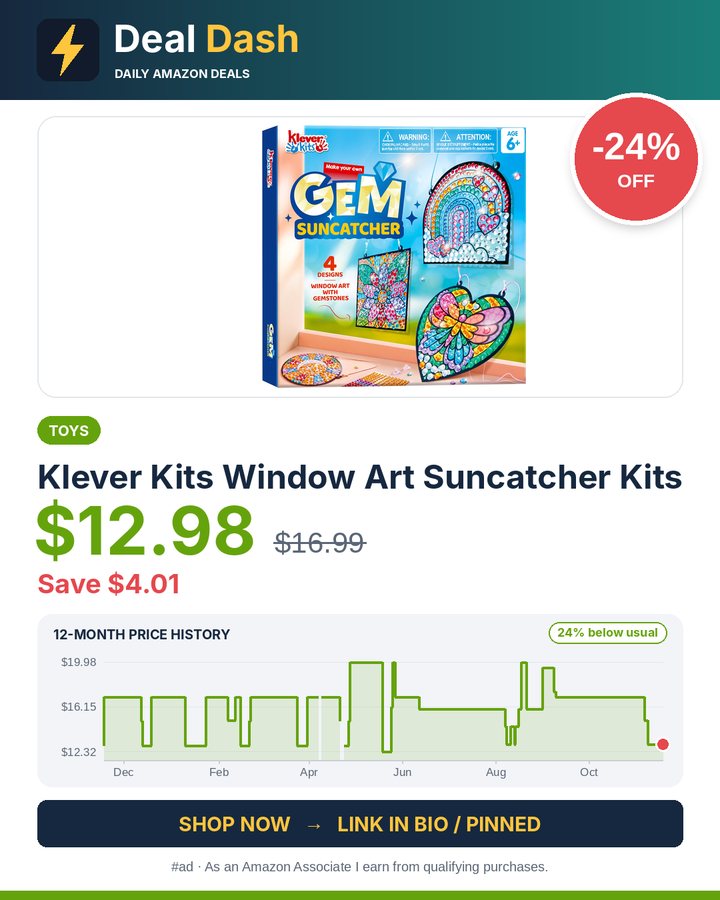 Deal Dash
DAILY AMAZON DEALS
-24%
OFF
Klever
Kits
WARNING:
ATTENTION:
AGE
6+
Make your own
GEM
SUNCATCHER
4
DESIGNS
WINDOW ART
WITH
GEMSTONES
TOYS
Klever Kits Window Art Suncatcher Kits
$12.98 $16.99
Save $4.01
12-MONTH PRICE HISTORY
24% below usual
$19.98
$16.15
$12.32
Dec Feb Apr Jun Aug Oct
SHOP NOW → LINK IN BIO / PINNED
#ad · As an Amazon Associate I earn from qualifying purchases.